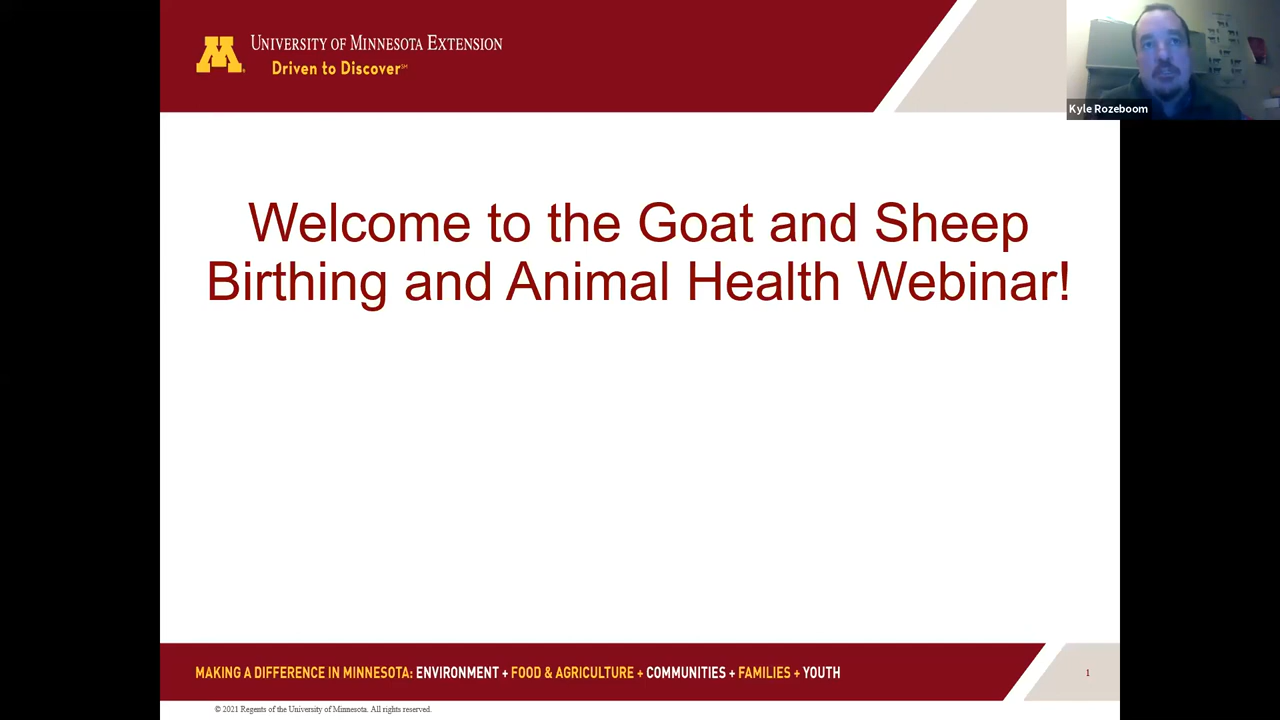 UNIVERSITY OF MINNESOTA EXTENSION
Driven to Discover℠
Kyle Rozeboom
Welcome to the Goat and Sheep
Birthing and Animal Health Webinar!
MAKING A DIFFERENCE IN MINNESOTA: ENVIRONMENT + FOOD & AGRICULTURE + COMMUNITIES + FAMILIES + YOUTH
1
© 2021 Regents of the University of Minnesota. All rights reserved.